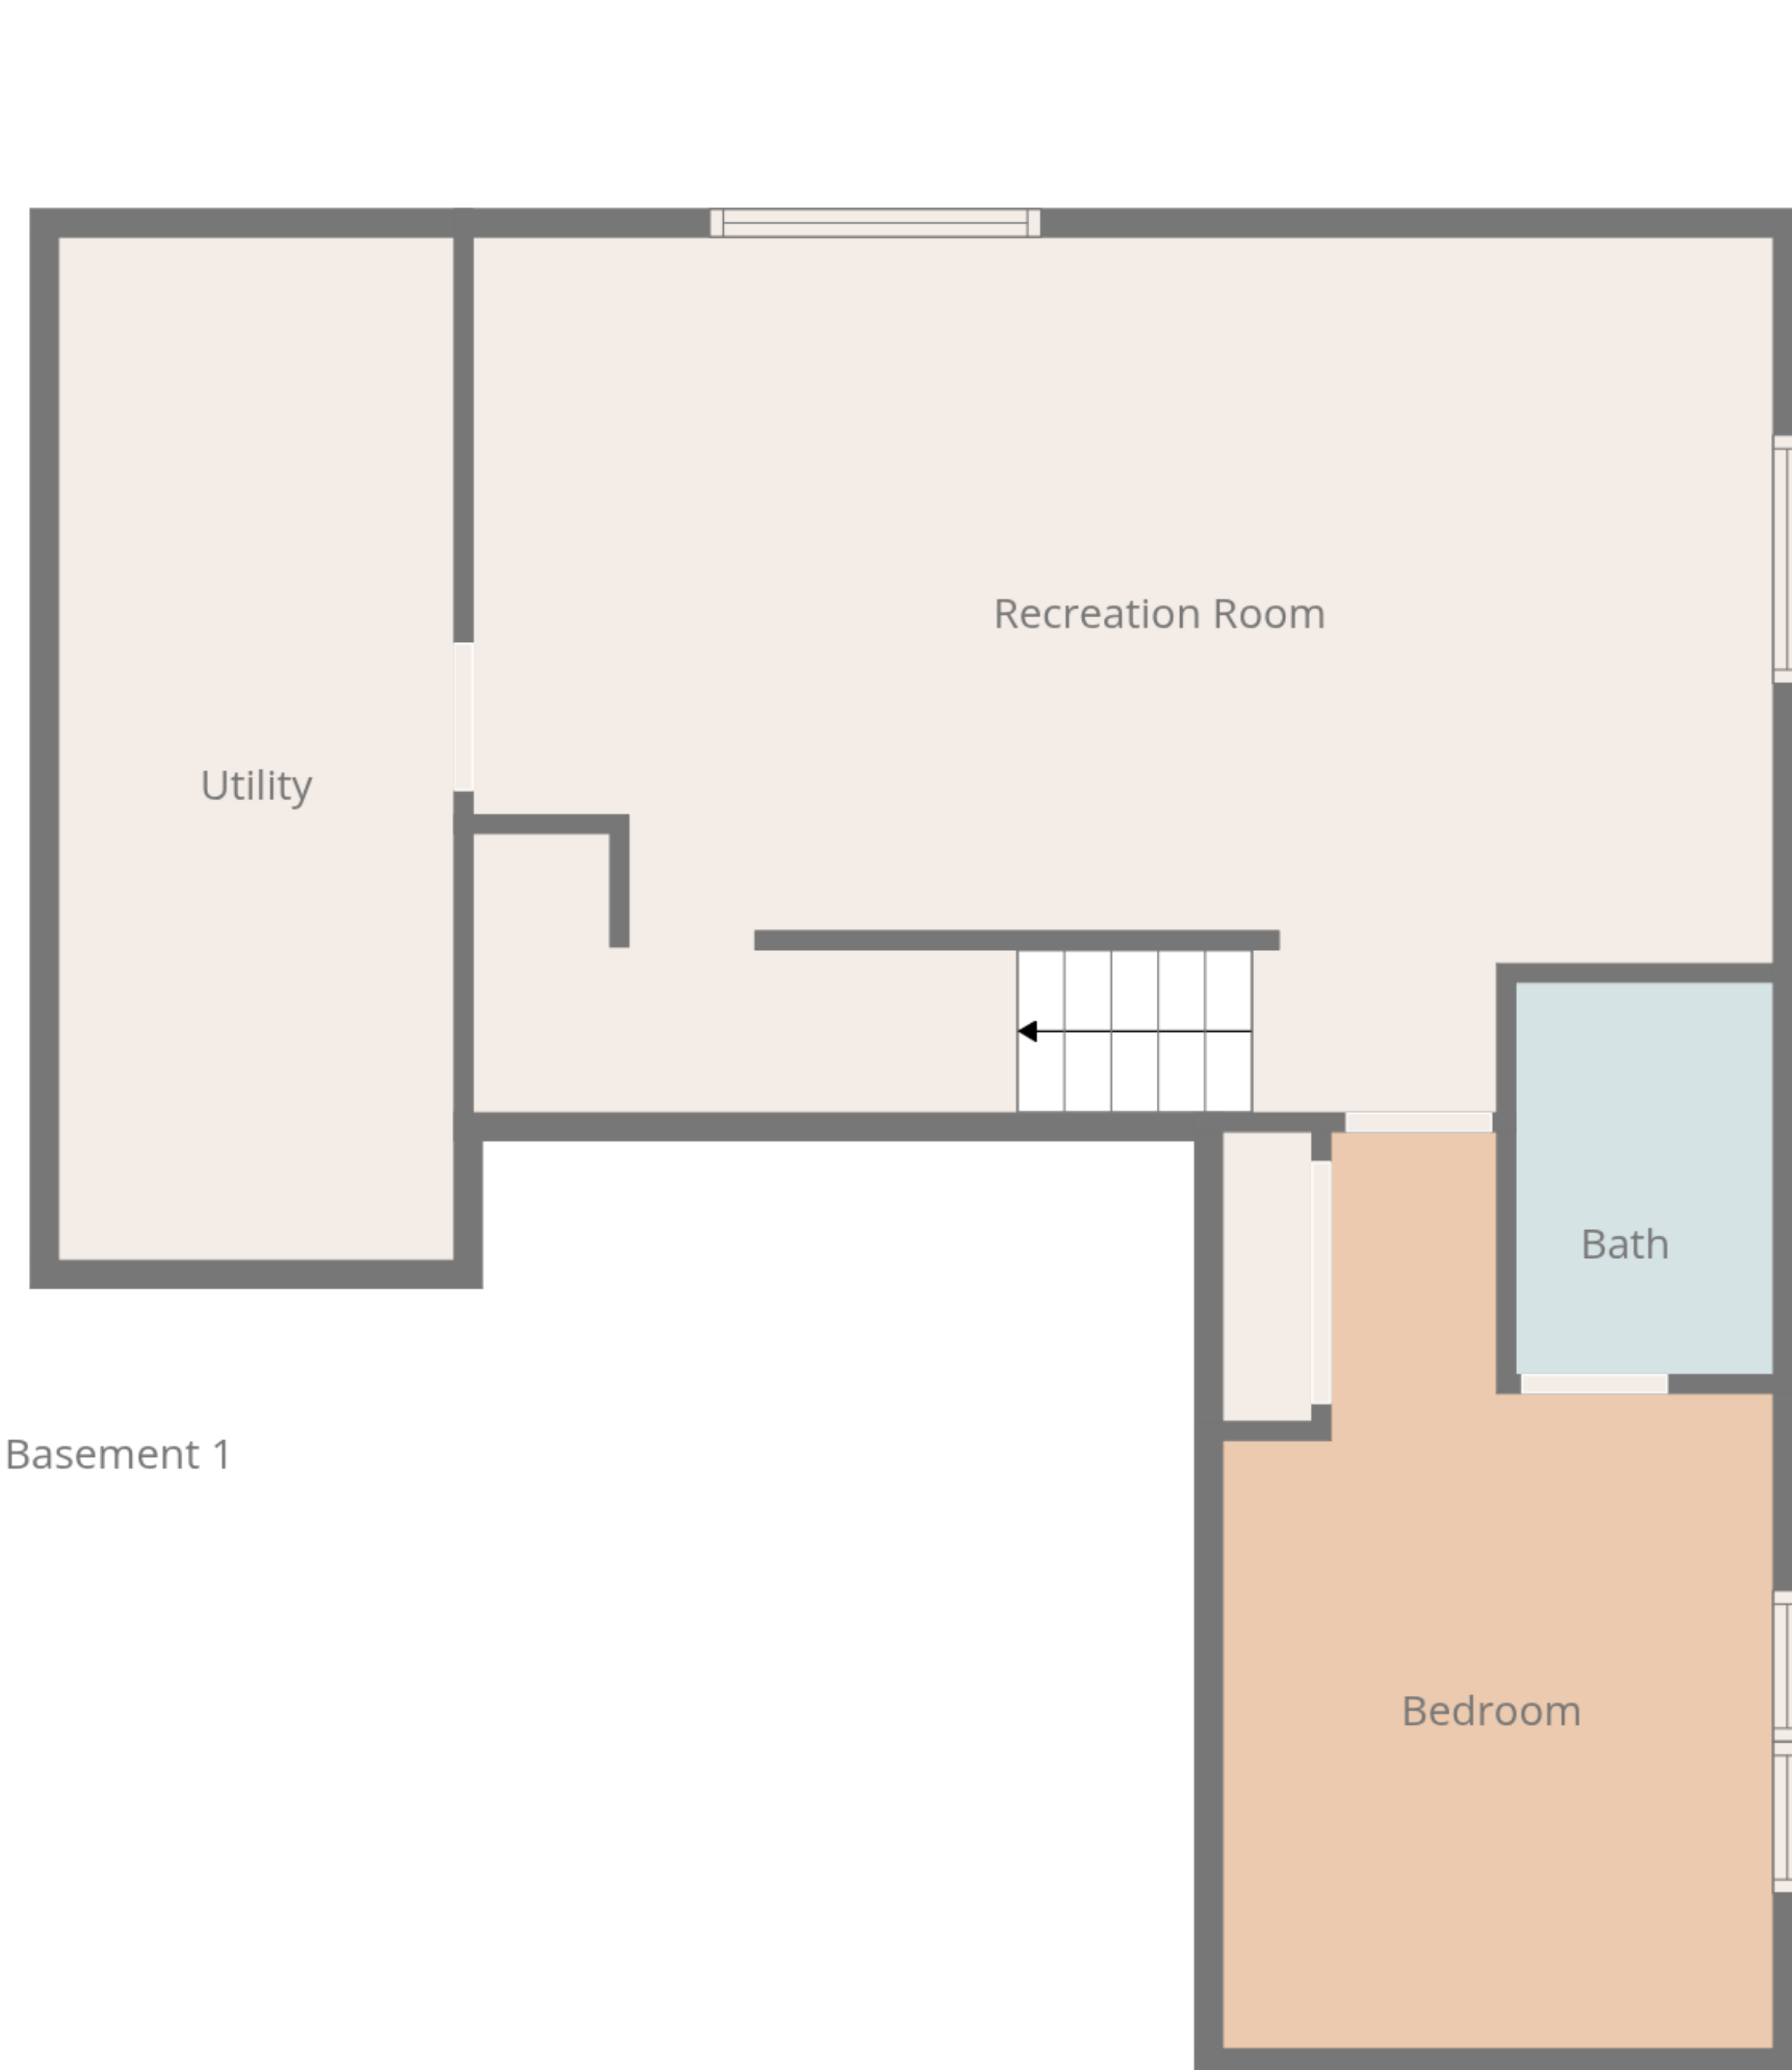 Recreation Room
Utility
Bath
Basement 1
Bedroom